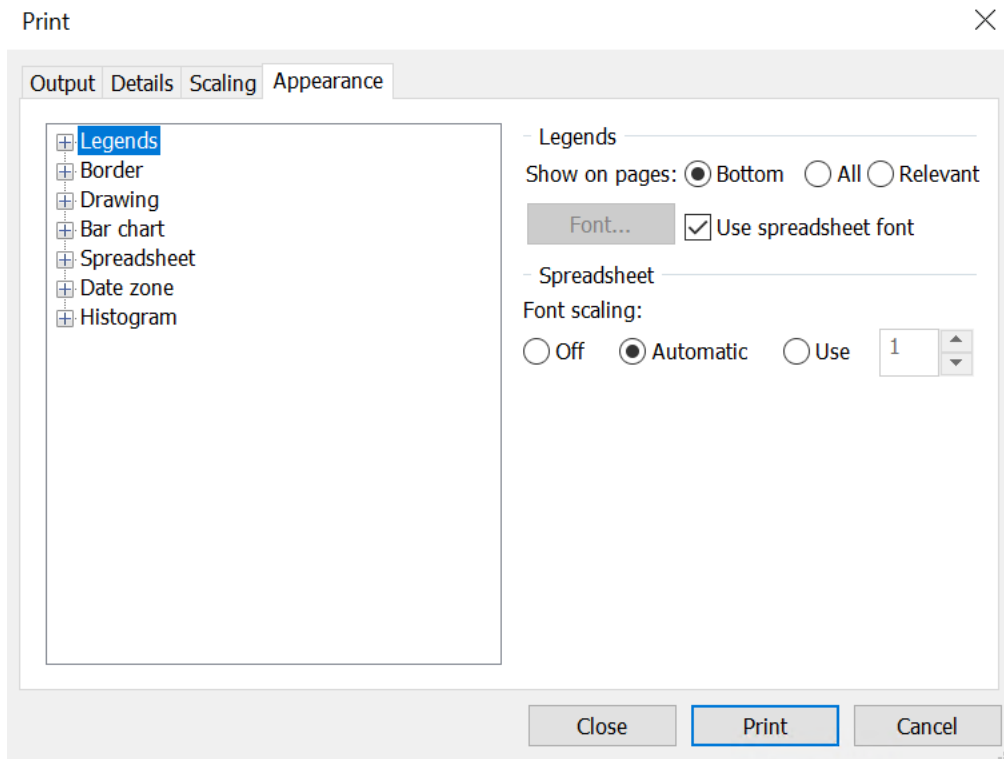 Print
Output Details Scaling Appearance
Legends
Border
Drawing
Bar chart
Spreadsheet
Date zone
Histogram
Legends
Show on pages: Bottom All Relevant
Font... Use spreadsheet font
Spreadsheet
Font scaling:
Off Automatic Use 1
Close Print Cancel